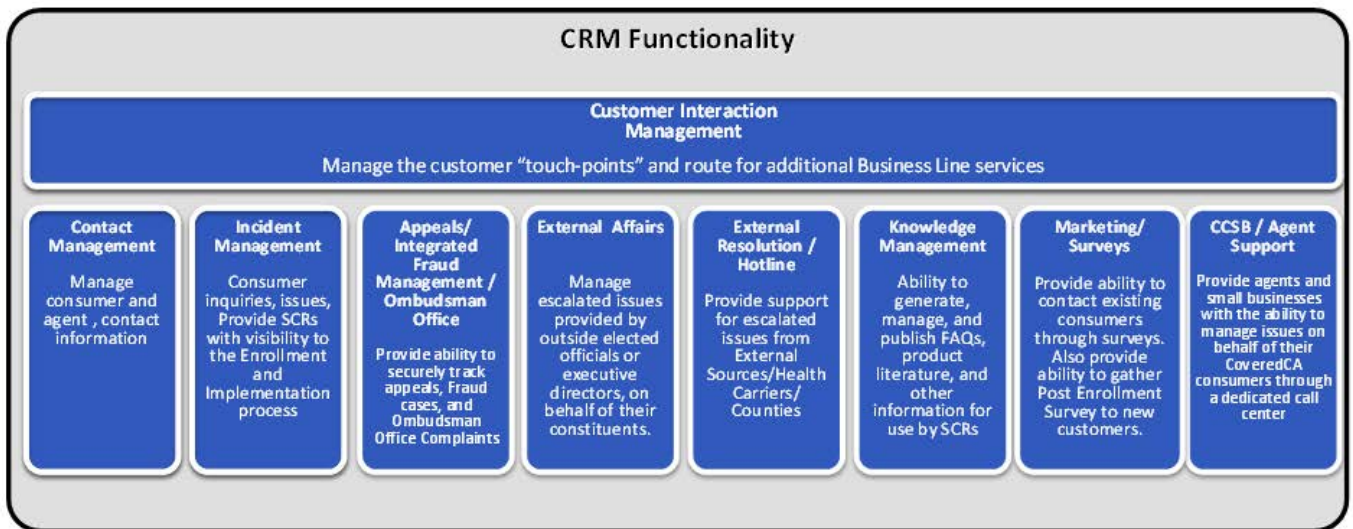 CRM Functionality
Customer Interaction
Management
Manage the customer “touch-points” and route for additional Business Line services
Contact
Management
Manage
consumer and
agent , contact
information
Incident
Management
Consumer
inquiries, issues,
Provide SCRs
with visibility to
the Enrollment
and
Implementation
process
Appeals/
Integrated
Fraud
Management /
Ombudsman
Office
Provide ability to
securely track
appeals, Fraud
cases, and
Ombudsman
Office Complaints
External Affairs
Manage
escalated issues
provided by
outside elected
officials or
executive
directors, on
behalf of their
constituents.
External
Resolution /
Hotline
Provide support
for escalated
issues from
External
Sources/Health
Carriers/
Counties
Knowledge
Management
Ability to
generate,
manage, and
publish FAQs,
product
literature, and
other
information for
use by SCRs
Marketing/
Surveys
Provide ability to
contact existing
consumers
through surveys.
Also provide
ability to gather
Post Enrollment
Survey to new
customers.
CCSB / Agent
Support
Provide agents and
small businesses
with the ability to
manage issues on
behalf of their
CoveredCA
consumers through
a dedicated call
center